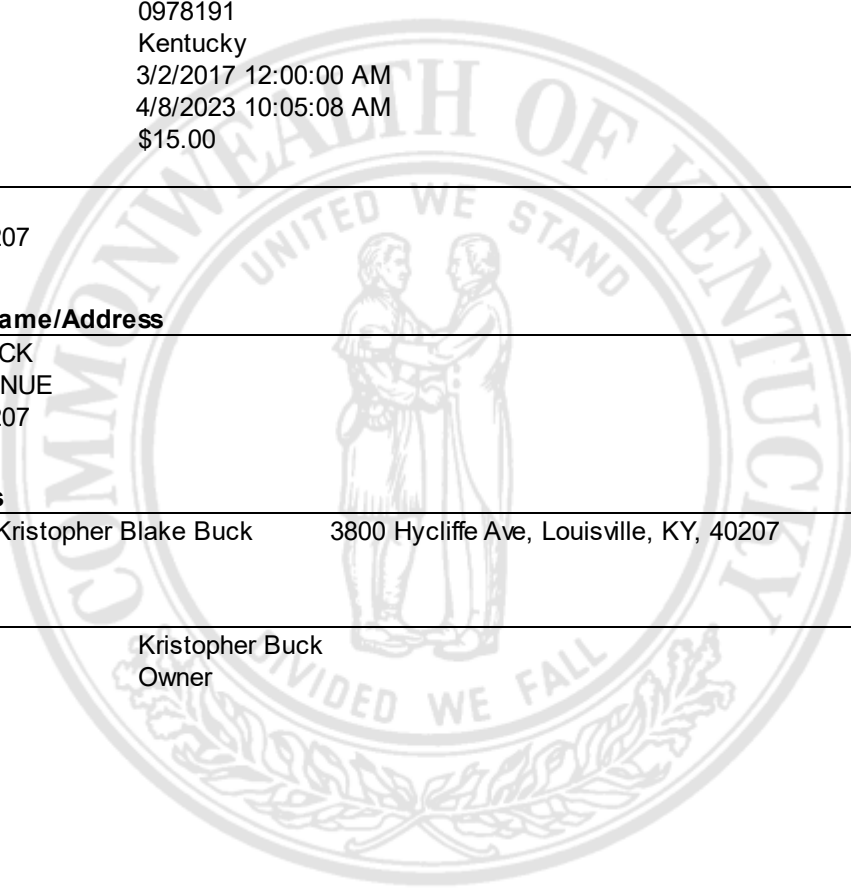 0978191
Kentucky
3/2/2017 12:00:00 AM
4/8/2023 10:05:08 AM
$15.00
207
ame/Address
CK
NUE
207
s
Kristopher Blake Buck 3800 Hycliffe Ave, Louisville, KY, 40207
Kristopher Buck
Owner
COMMONWEALTH OF KENTUCKY
UNITED WE STAND
DIVIDED WE FALL